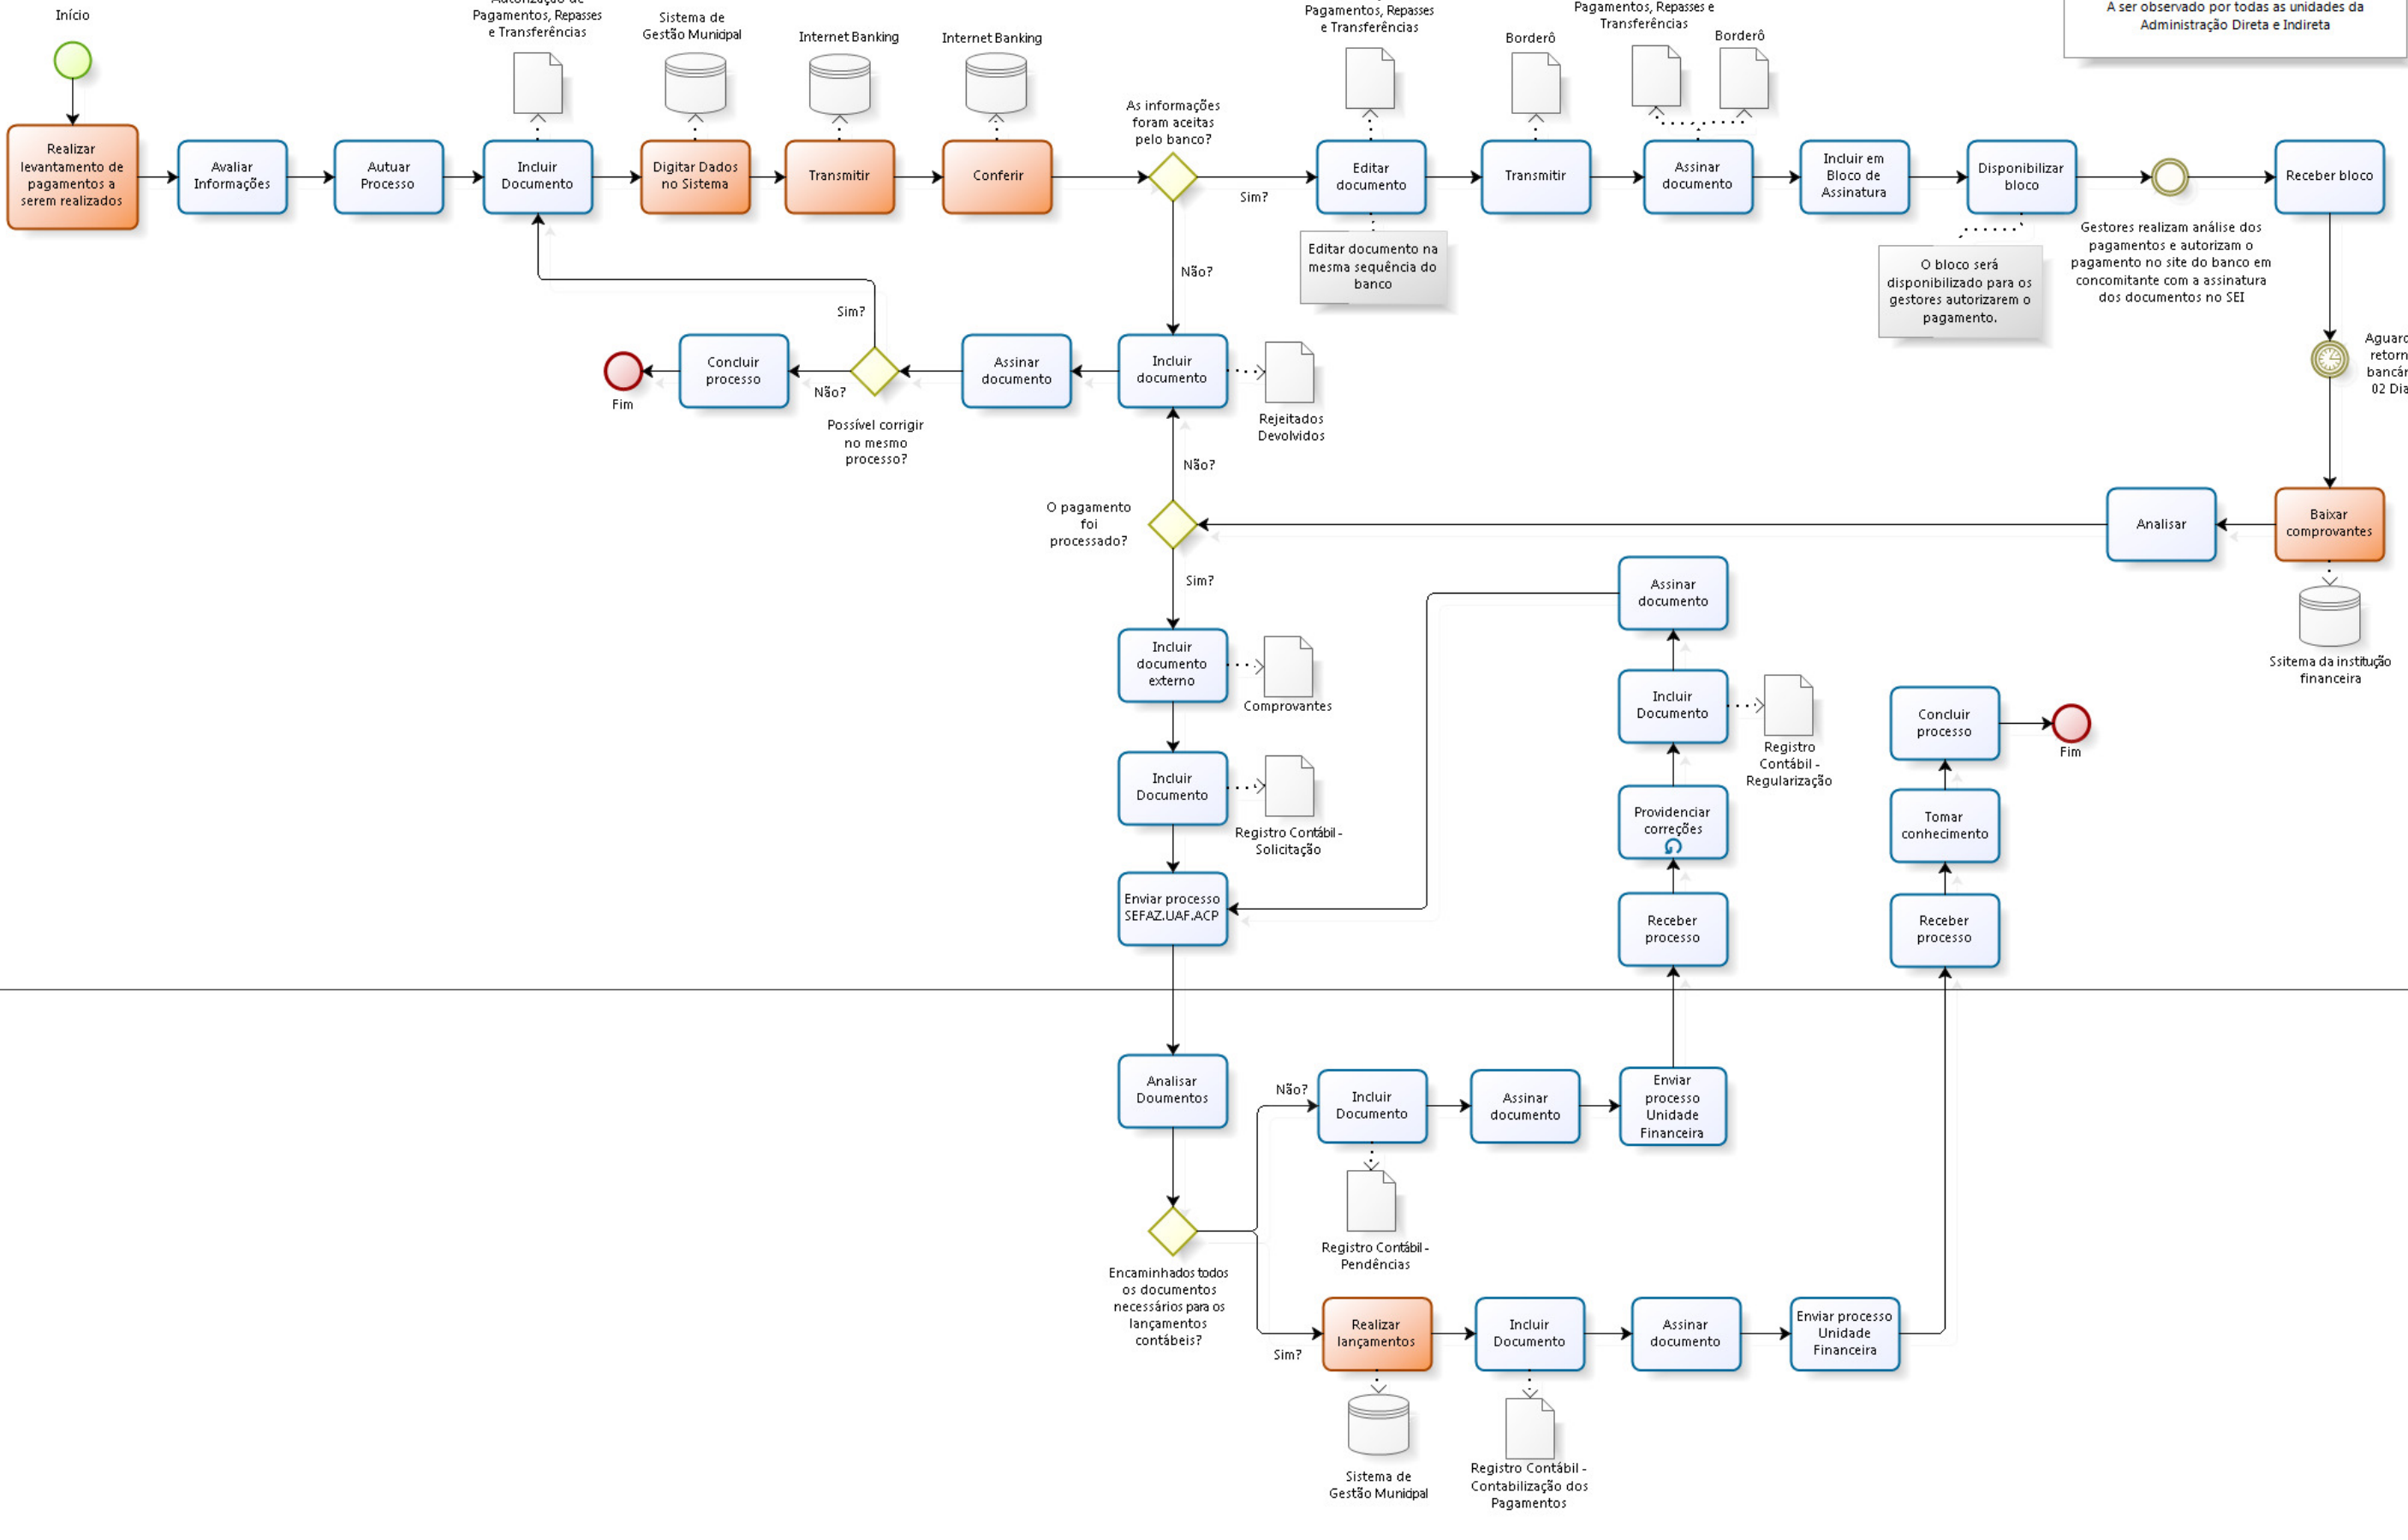 Início
Pagamentos, Repasses
e Transferências
Sistema de
Gestão Municipal
Internet Banking
Internet Banking
Pagamentos, Repasses
e Transferências
Borderô
Pagamentos, Repasses e
Transferências
Borderô
A ser observado por todas as unidades da
Administração Direta e Indireta
As informações
foram aceitas
pelo banco?
Realizar
levantamento de
pagamentos a
serem realizados
Avaliar
Informações
Autuar
Processo
Incluir
Documento
Digitar Dados
no Sistema
Transmitir
Conferir
Sim?
Editar
documento
Transmitir
Assinar
documento
Incluir em
Bloco de
Assinatura
Disponibilizar
bloco
Receber bloco
Editar documento na
mesma sequência do
banco
O bloco será
disponibilizado para os
gestores autorizarem o
pagamento.
Gestores realizam análise dos
pagamentos e autorizam o
pagamento no site do banco em
concomitante com a assinatura
dos documentos no SEI
Não?
Sim?
Fim
Concluir
processo
Não?
Possível corrigir
no mesmo
processo?
Assinar
documento
Incluir
documento
Rejeitados
Devolvidos
02
Não?
O pagamento
foi
processado?
Sim?
Analisar
Baixar
comprovantes
Ssitema da instituição
financeira
Assinar
documento
Incluir
documento
externo
Comprovantes
Incluir
Documento
Registro
Contábil -
Regularização
Concluir
processo
Fim
Incluir
Documento
Registro Contábil -
Solicitação
Providenciar
correções
Tomar
conhecimento
Enviar processo
SEFAZ.UAF.ACP
Receber
processo
Receber
processo
Analisar
Doumentos
Não?
Incluir
Documento
Assinar
documento
Enviar
processo
Unidade
Financeira
Registro Contábil -
Pendências
Encaminhados todos
os documentos
necessários para os
lançamentos
contábeis?
Sim?
Realizar
lançamentos
Incluir
Documento
Assinar
documento
Enviar processo
Unidade
Financeira
Sistema de
Gestão Municipal
Registro Contábil -
Contabilização dos
Pagamentos